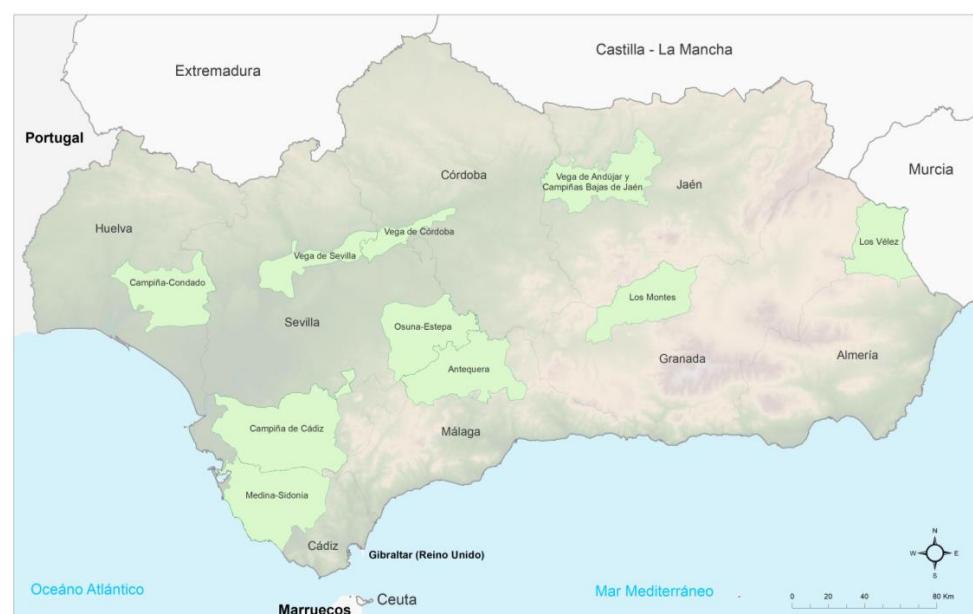 Castilla - La Mancha
Extremadura
Portugal
Murcia
Córdoba
Vega de Andújar y
Campiñas Bajas de Jaén
Jaén
Huelva
Vega de Córdoba
Los Vélez
Vega de Sevilla
Campiña-Condado
Los Montes
Sevilla
Osuna-Estepa
Granada
Almería
Antequera
Campiña de Cádiz
Málaga
Medina-Sidonia
Cádiz
Gibraltar (Reino Unido)
N
W
E
S
Oceáno Atlántico
Mar Mediterráneo
Ceuta
Marruecos
0 20 40 80 Km